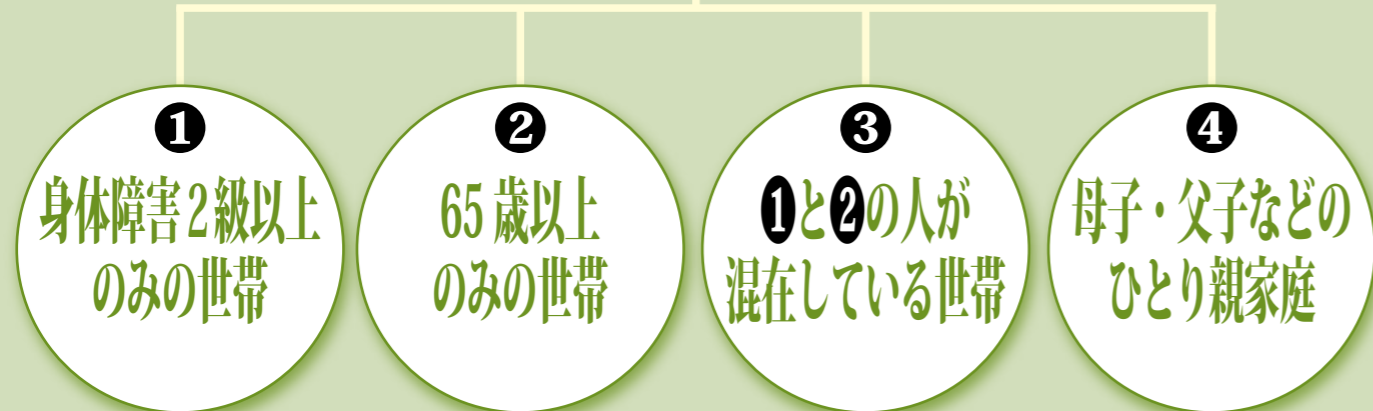 ❶
身体障害2級以上
のみの世帯
❷
65歳以上
のみの世帯
❸
❶と❷の人が
混在している世帯
❹
母子・父子などの
ひとり親家庭